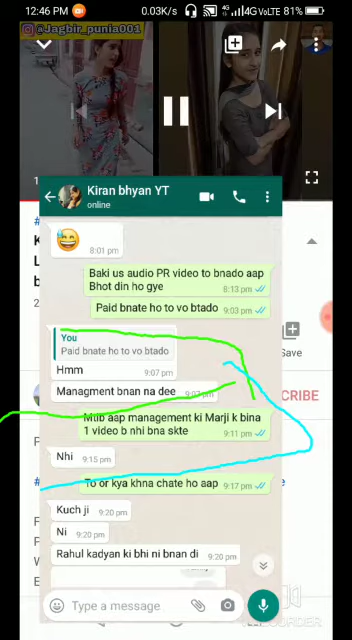 12:46 PM
0.03K/s
4G VoLTE 81%
@Jagbir_punia001
Kiran bhyan YT
online
8:01 pm
Baki us audio PR video to bnado aap
Bhot din ho gye
8:13 pm
Paid bnate ho to vo btado
9:03 pm
You
Paid bnate ho to vo btado
Hmm
9:07 pm
Managment bnan na dee
9:07 pm
Mtlb aap management ki Marji k bina
1 video b nhi bna skte
9:11 pm
Nhi
9:15 pm
To or kya khna chate ho aap
9:17 pm
Kuch ji
9:20 pm
Ni
9:20 pm
Rahul kadyan ki bhi ni bnan di
9:20 pm
Type a message
Save
CRIBE